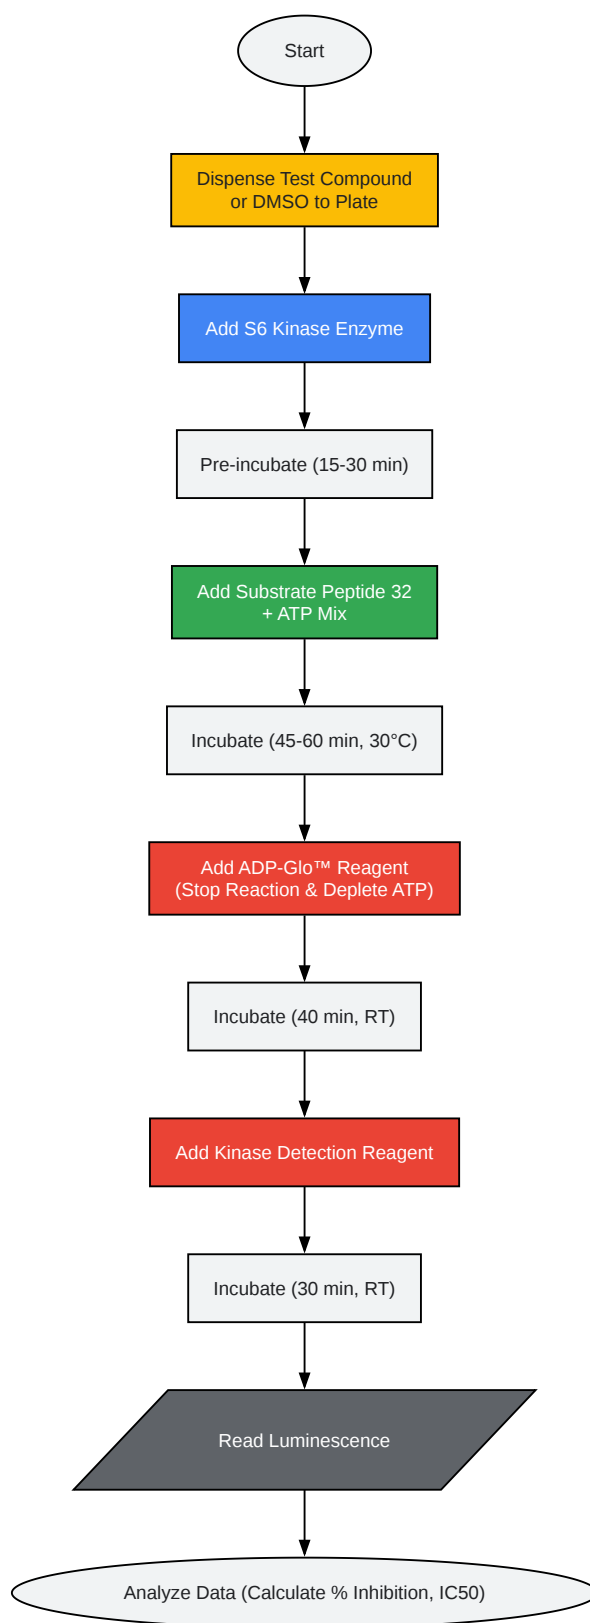 Start
Dispense Test Compound
or DMSO to Plate
Add S6 Kinase Enzyme
Pre-incubate (15-30 min)
Add Substrate Peptide 32
+ ATP Mix
Incubate (45-60 min, 30°C)
Add ADP-Glo™ Reagent
(Stop Reaction & Deplete ATP)
Incubate (40 min, RT)
Add Kinase Detection Reagent
Incubate (30 min, RT)
Read Luminescence
Analyze Data (Calculate % Inhibition, IC50)